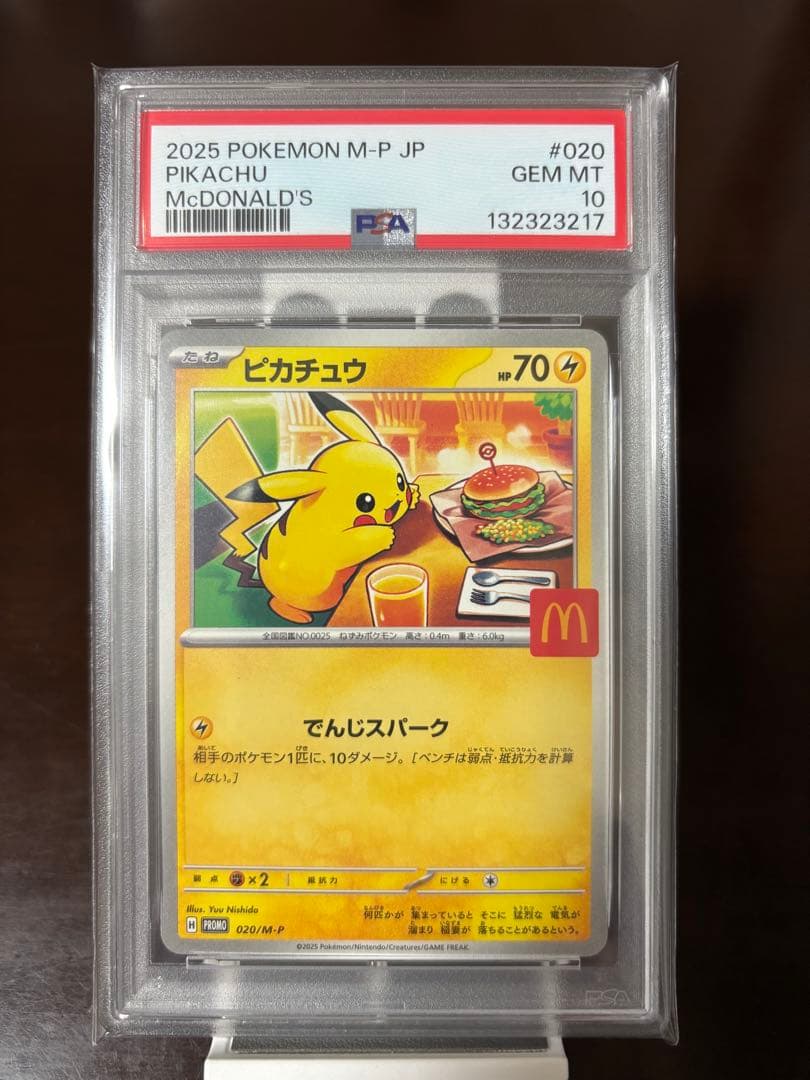 2025 POKEMON M-P JP #020
PIKACHU GEM MT
McDONALD'S 10
PSA 132323217
たね ピカチュウ HP70
M
全国図鑑NO.0025 ねずみポケモン 高さ:0.4m 重さ:6.0kg
でんじスパーク
相手のポケモン1匹に、10ダメージ。[ベンチは弱点・抵抗力を計算
しない。]
弱点 ×2 抵抗力 にげる
Illus. Yuu Nishida
何匹かが 集まっていると そこに 猛烈な 電気が
溜まり 稲妻が 落ちることがあるという。
H PROMO 020/M-P
©2025 Pokémon/Nintendo/Creatures/GAME FREAK.
PSA